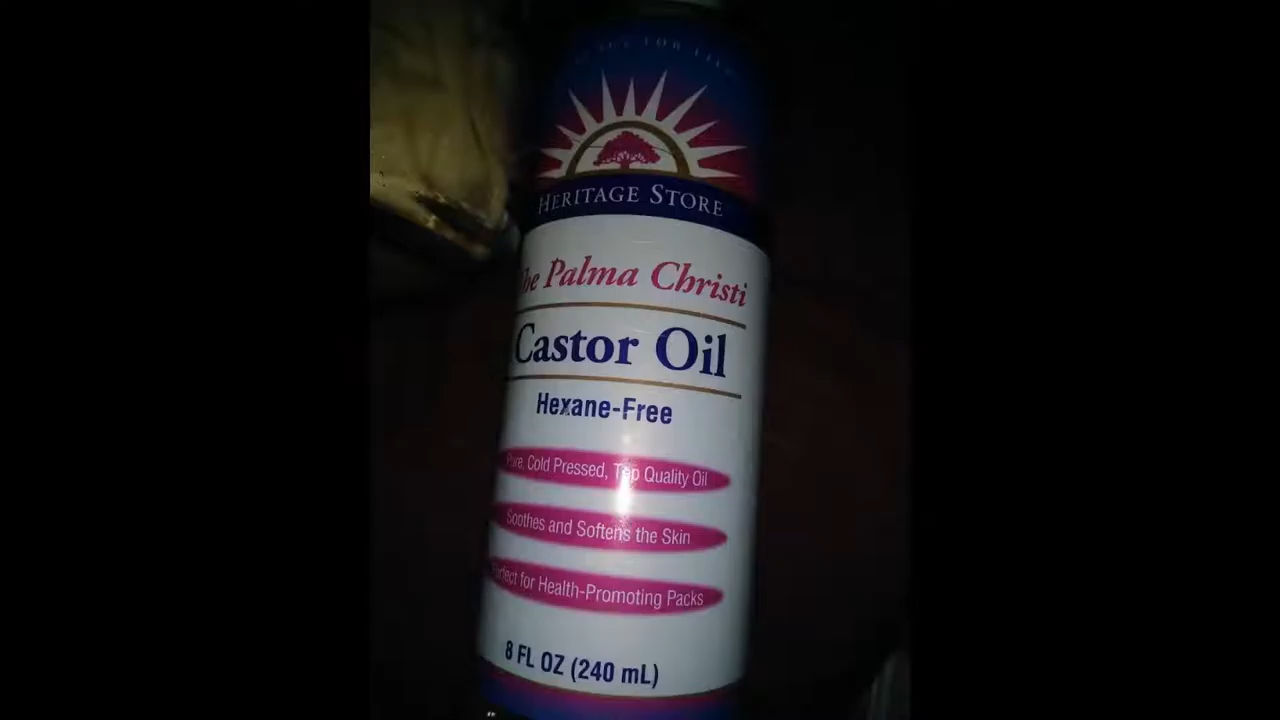 HERITAGE STORE
The Palma Christi
Castor Oil
Hexane-Free
Pure, Cold Pressed, Top Quality Oil
Soothes and Softens the Skin
Perfect for Health-Promoting Packs
8 FL OZ (240 mL)